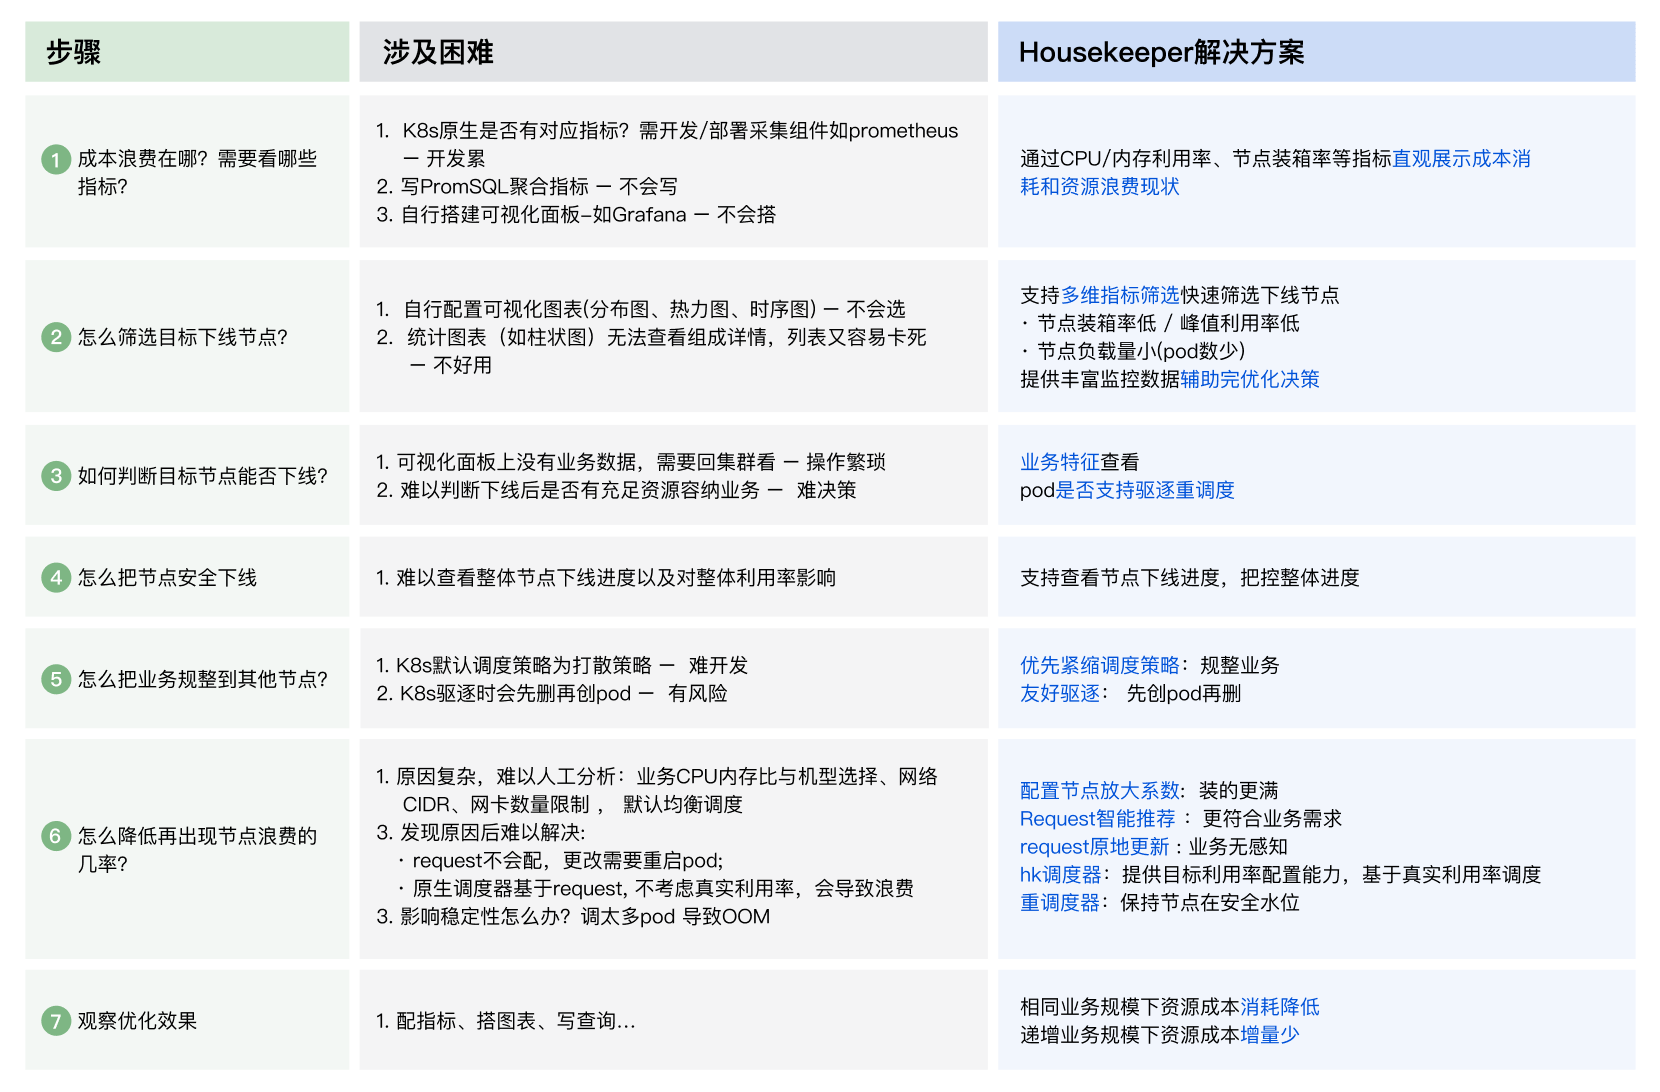 步骤
涉及困难
Housekeeper解决方案
1 成本浪费在哪？需要看哪些
指标？
1. K8s原生是否有对应指标？需开发/部署采集组件如prometheus
— 开发累
2. 写PromSQL聚合指标 — 不会写
3. 自行搭建可视化面板-如Grafana — 不会搭
通过CPU/内存利用率、节点装箱率等指标直观展示成本消
耗和资源浪费现状
2 怎么筛选目标下线节点？
1. 自行配置可视化图表(分布图、热力图、时序图) — 不会选
2. 统计图表（如柱状图）无法查看组成详情，列表又容易卡死
— 不好用
支持多维指标筛选快速筛选下线节点
· 节点装箱率低 / 峰值利用率低
· 节点负载量小(pod数少)
提供丰富监控数据辅助完优化决策
3 如何判断目标节点能否下线？
1. 可视化面板上没有业务数据，需要回集群看 — 操作繁琐
2. 难以判断下线后是否有充足资源容纳业务 — 难决策
业务特征查看
pod是否支持驱逐重调度
4 怎么把节点安全下线
1. 难以查看整体节点下线进度以及对整体利用率影响
支持查看节点下线进度，把控整体进度
5 怎么把业务规整到其他节点？
1. K8s默认调度策略为打散策略 — 难开发
2. K8s驱逐时会先删再创pod — 有风险
优先紧缩调度策略：规整业务
友好驱逐： 先创pod再删
6 怎么降低再出现节点浪费的
几率？
1. 原因复杂，难以人工分析：业务CPU内存比与机型选择、网络
CIDR、网卡数量限制 ， 默认均衡调度
3. 发现原因后难以解决:
· request不会配，更改需要重启pod;
· 原生调度器基于request, 不考虑真实利用率，会导致浪费
3. 影响稳定性怎么办？调太多pod 导致OOM
配置节点放大系数：装的更满
Request智能推荐 ：更符合业务需求
request原地更新 : 业务无感知
hk调度器：提供目标利用率配置能力，基于真实利用率调度
重调度器：保持节点在安全水位
7 观察优化效果
1. 配指标、搭图表、写查询...
相同业务规模下资源成本消耗降低
递增业务规模下资源成本增量少